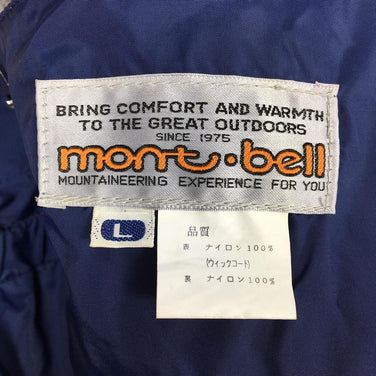 BRING COMFORT AND WARMTH
TO THE GREAT OUTDOORS
SINCE 1975
mont·bell
MOUNTAINEERING EXPERIENCE FOR YOU
L
品質
表 ナイロン100%
(ウィックコート)
裏 ナイロン100%